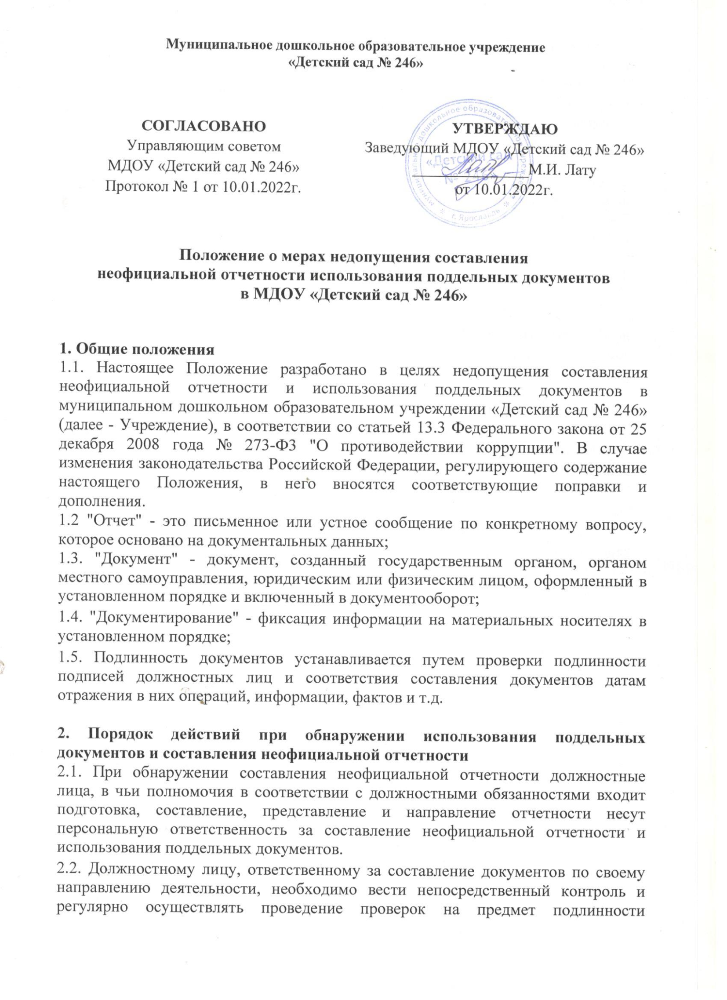 Муниципальное дошкольное образовательное учреждение
«Детский сад № 246»
СОГЛАСОВАНО
Управляющим советом
МДОУ «Детский сад № 246»
Протокол № 1 от 10.01.2022г.
УТВЕРЖДАЮ
Заведующий МДОУ «Детский сад № 246»
М.И. Лату
от 10.01.2022г.
муниципальное дошкольное образовательное учреждение
г. Ярославль
«Детский сад
№ 246»
Положение о мерах недопущения составления
неофициальной отчетности использования поддельных документов
в МДОУ «Детский сад № 246»
1. Общие положения
1.1. Настоящее Положение разработано в целях недопущения составления
неофициальной отчетности и использования поддельных документов в
муниципальном дошкольном образовательном учреждении «Детский сад № 246»
(далее - Учреждение), в соответствии со статьей 13.3 Федерального закона от 25
декабря 2008 года № 273-ФЗ "О противодействии коррупции". В случае
изменения законодательства Российской Федерации, регулирующего содержание
настоящего Положения, в него вносятся соответствующие поправки и
дополнения.
1.2 "Отчет" - это письменное или устное сообщение по конкретному вопросу,
которое основано на документальных данных;
1.3. "Документ" - документ, созданный государственным органом, органом
местного самоуправления, юридическим или физическим лицом, оформленный в
установленном порядке и включенный в документооборот;
1.4. "Документирование" - фиксация информации на материальных носителях в
установленном порядке;
1.5. Подлинность документов устанавливается путем проверки подлинности
подписей должностных лиц и соответствия составления документов датам
отражения в них операций, информации, фактов и т.д.
2. Порядок действий при обнаружении использования поддельных
документов и составления неофициальной отчетности
2.1. При обнаружении составления неофициальной отчетности должностные
лица, в чьи полномочия в соответствии с должностными обязанностями входит
подготовка, составление, представление и направление отчетности несут
персональную ответственность за составление неофициальной отчетности и
использования поддельных документов.
2.2. Должностному лицу, ответственному за составление документов по своему
направлению деятельности, необходимо вести непосредственный контроль и
регулярно осуществлять проведение проверок на предмет подлинности